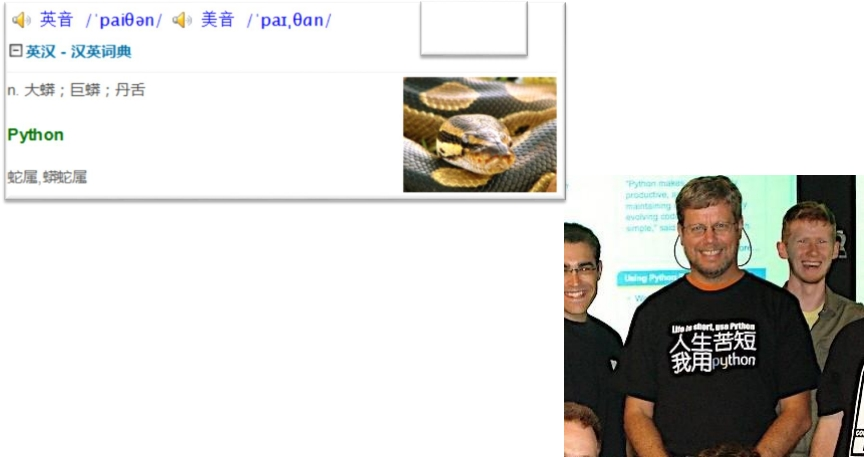 英音 /ˈpaiθən/ 美音 /ˈpaɪˌθɑn/
英汉 - 汉英词典
n. 大蟒；巨蟒；丹舌
Python
蛇属,蟒蛇属
"Python makes
productive,
maintaining
evolving
simple," said
Using Python
Life is short, use Python
人生苦短
我用python